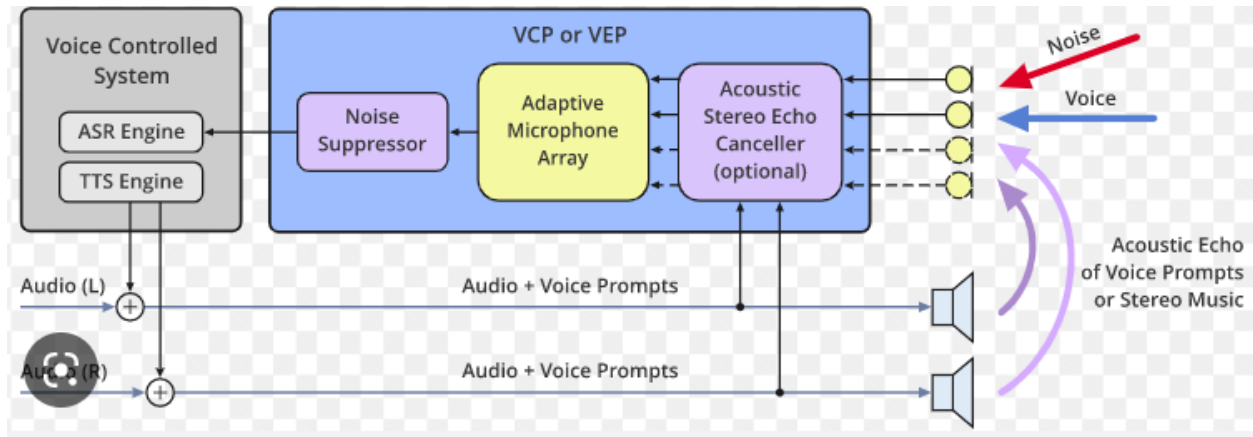 Voice Controlled
System
ASR Engine
TTS Engine
VCP or VEP
Noise
Suppressor
Adaptive
Microphone
Array
Acoustic
Stereo Echo
Canceller
(optional)
Noise
Voice
Acoustic Echo
of Voice Prompts
or Stereo Music
Audio (L)
Audio + Voice Prompts
Audio (R)
Audio + Voice Prompts